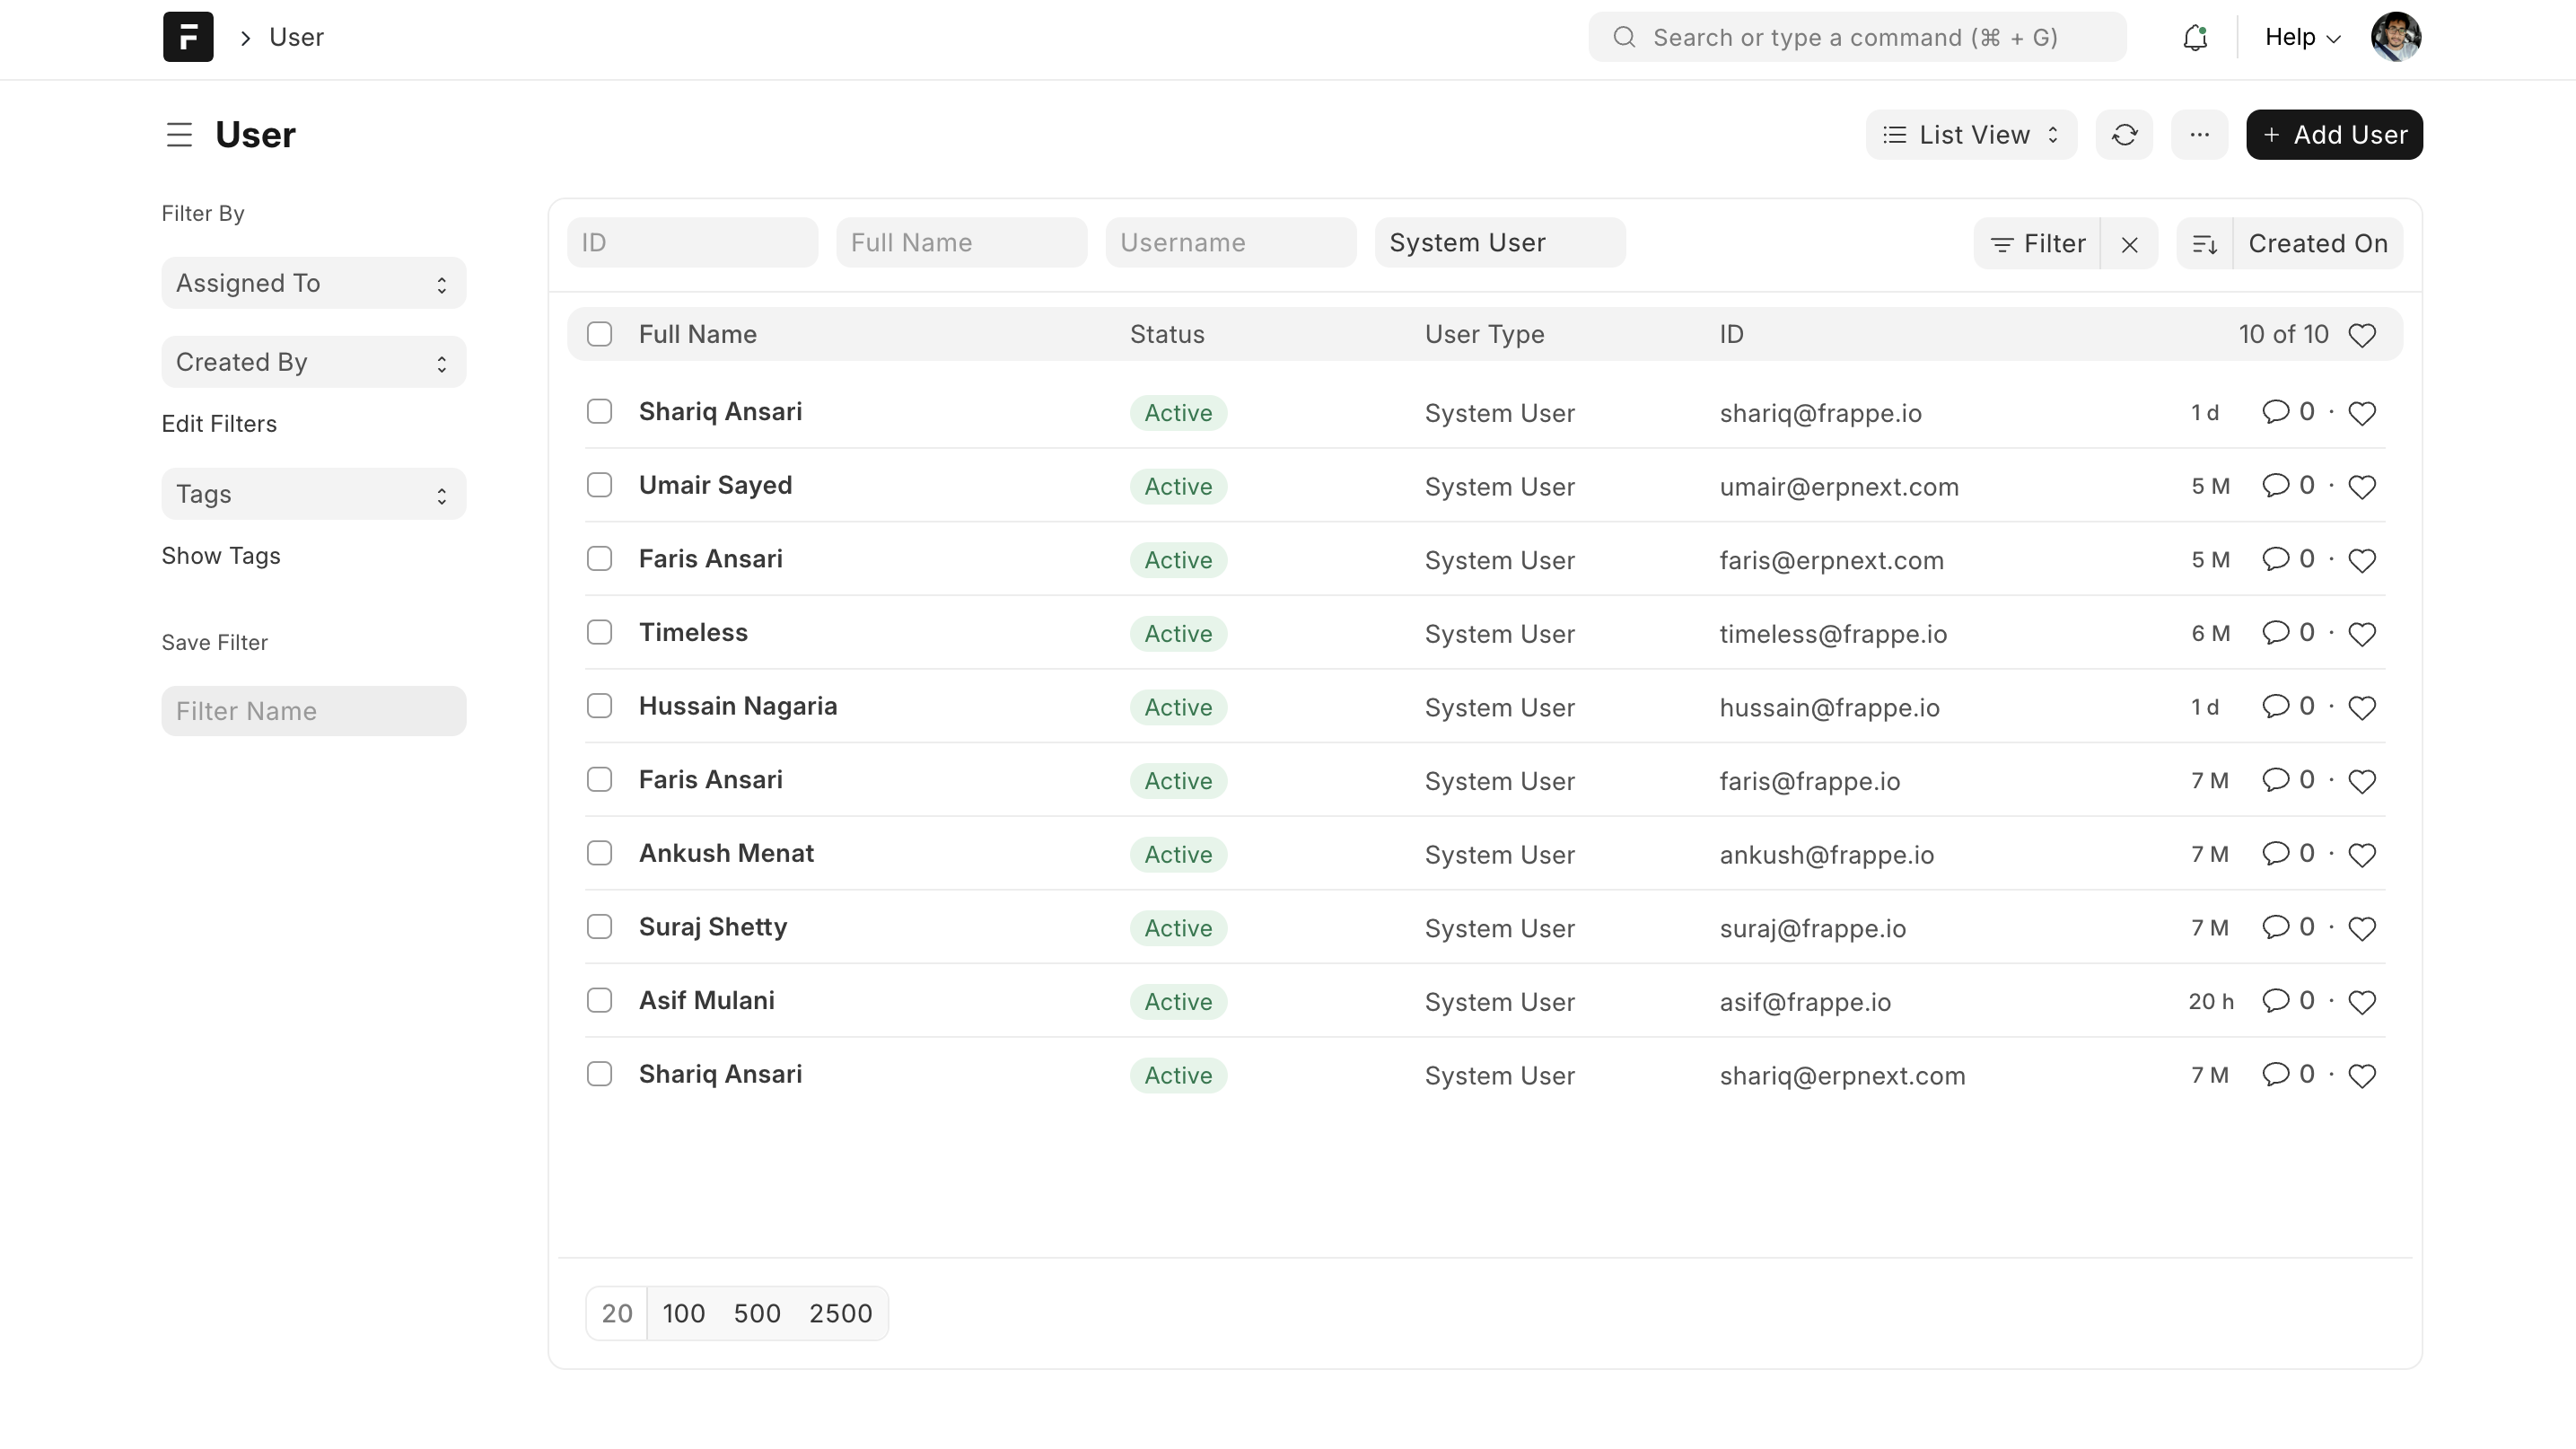 F
User
Search or type a command (⌘ + G)
Help
User
List View
···
+ Add User
Filter By
Assigned To
Created By
Edit Filters
Tags
Show Tags
Save Filter
Filter Name
ID Full Name Username System User Filter Created On
Full Name Status User Type ID 10 of 10
Shariq Ansari Active System User shariq@frappe.io 1 d 0 ·
Umair Sayed Active System User umair@erpnext.com 5 M 0 ·
Faris Ansari Active System User faris@erpnext.com 5 M 0 ·
Timeless Active System User timeless@frappe.io 6 M 0 ·
Hussain Nagaria Active System User hussain@frappe.io 1 d 0 ·
Faris Ansari Active System User faris@frappe.io 7 M 0 ·
Ankush Menat Active System User ankush@frappe.io 7 M 0 ·
Suraj Shetty Active System User suraj@frappe.io 7 M 0 ·
Asif Mulani Active System User asif@frappe.io 20 h 0 ·
Shariq Ansari Active System User shariq@erpnext.com 7 M 0 ·
20 100 500 2500